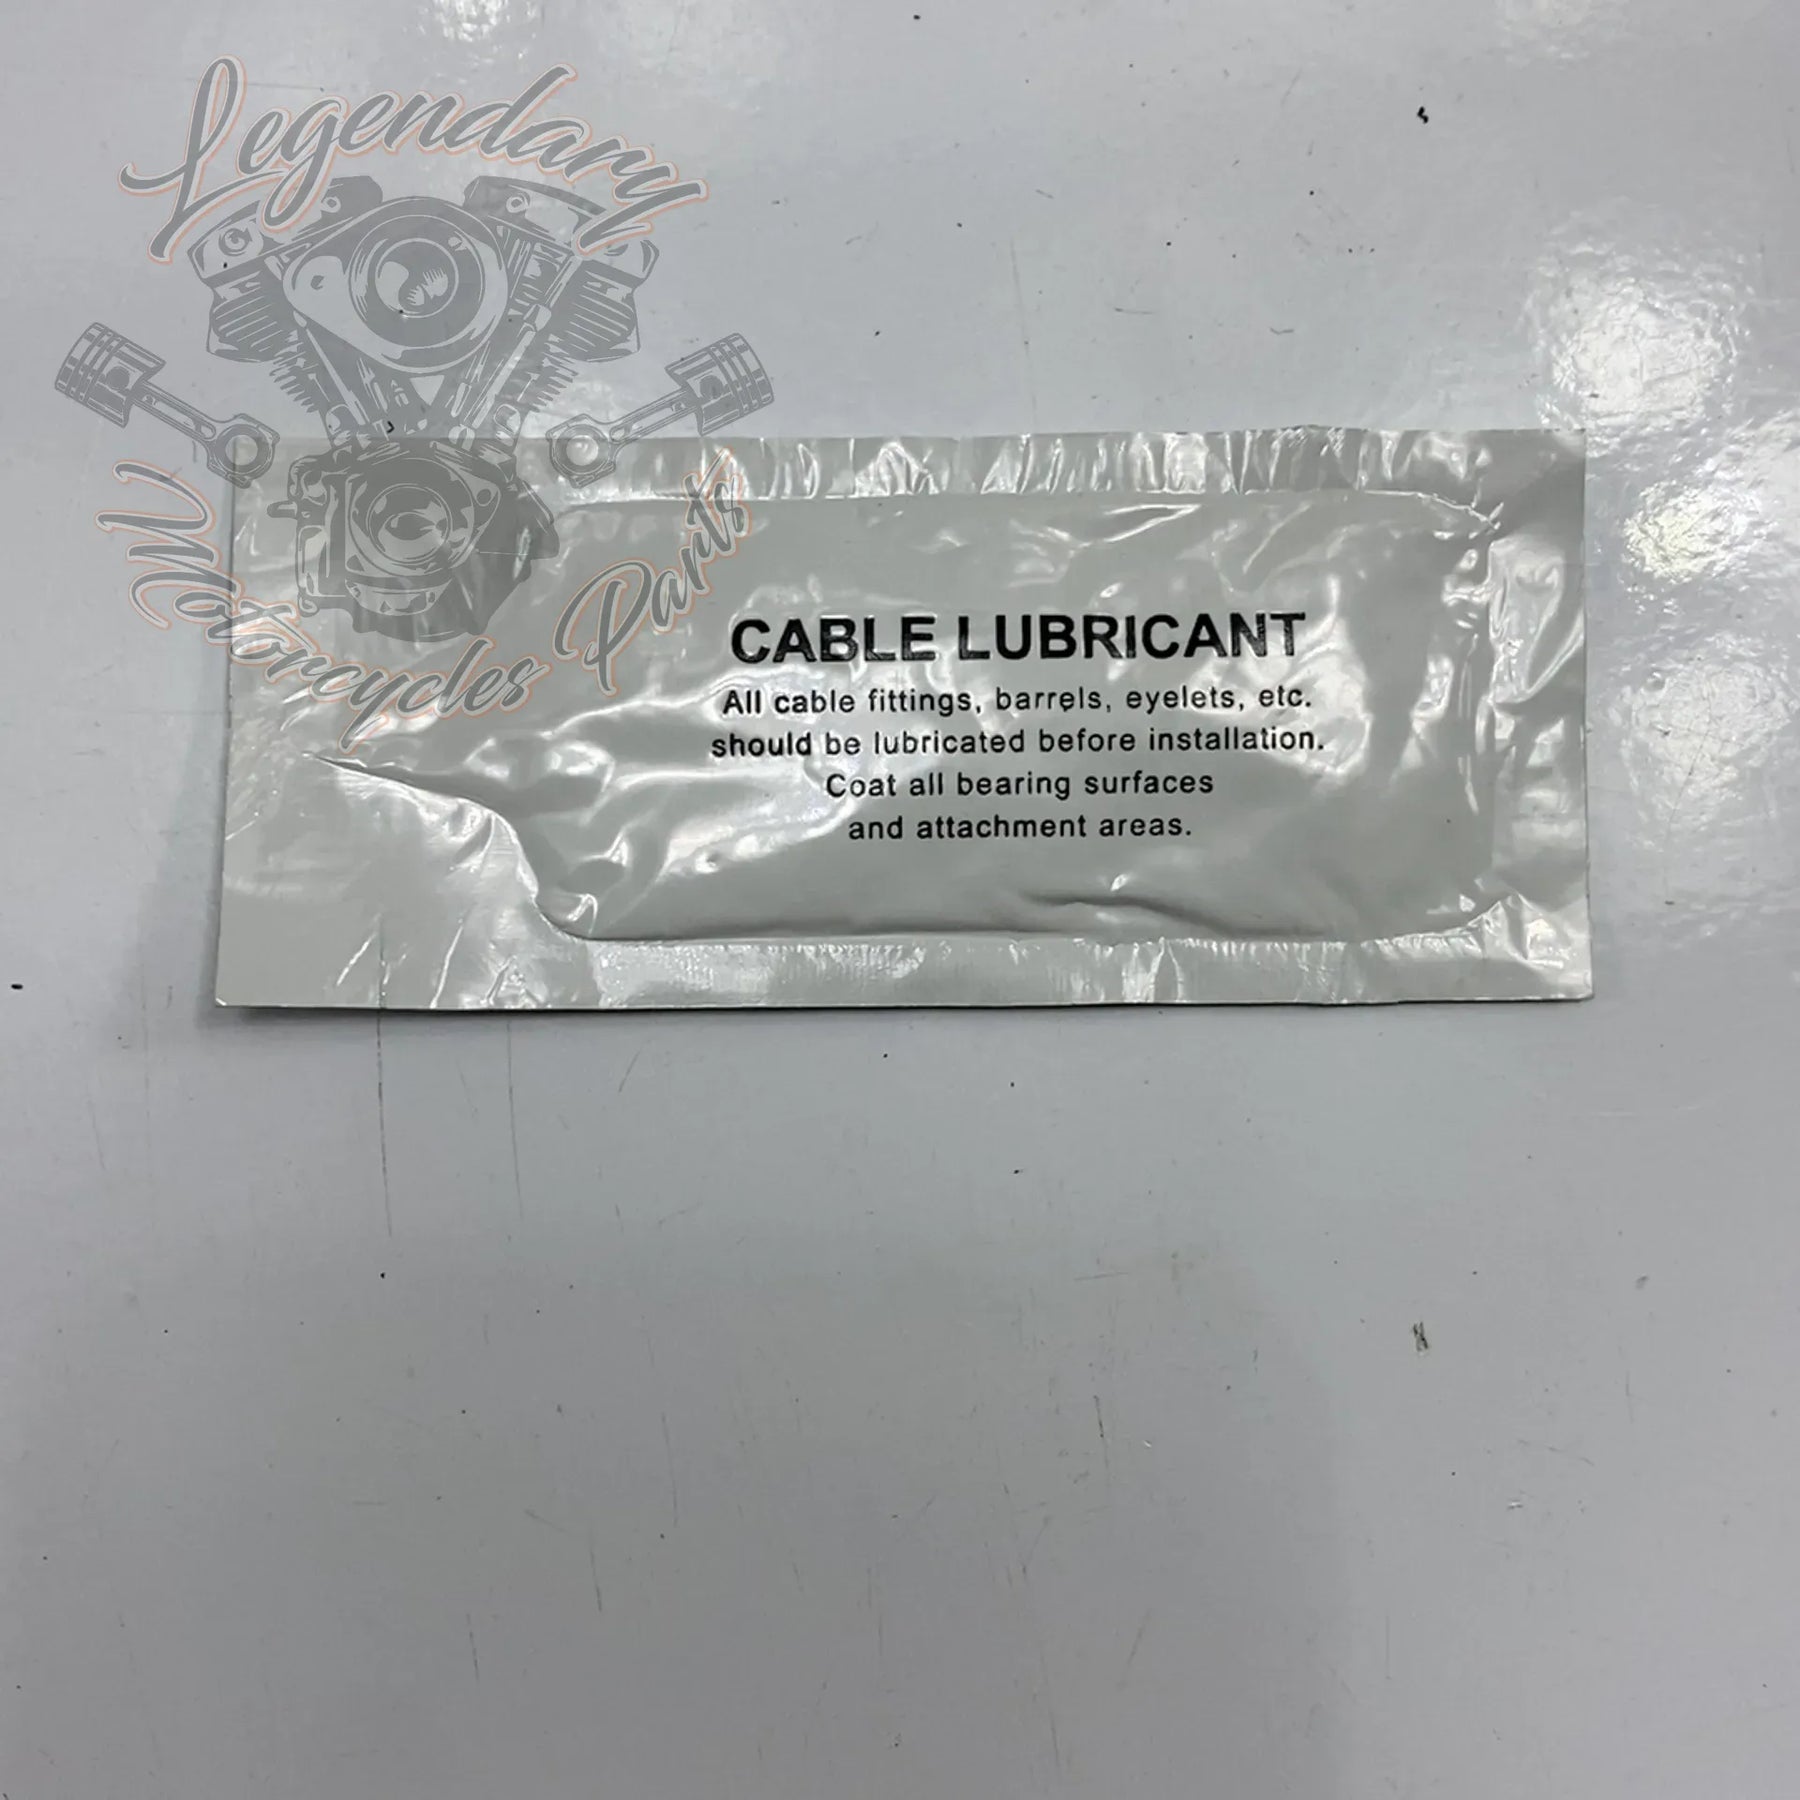 Legendary
Motorcycles Parts
CABLE LUBRICANT
All cable fittings, barrels, eyelets, etc.
should be lubricated before installation.
Coat all bearing surfaces
and attachment areas.